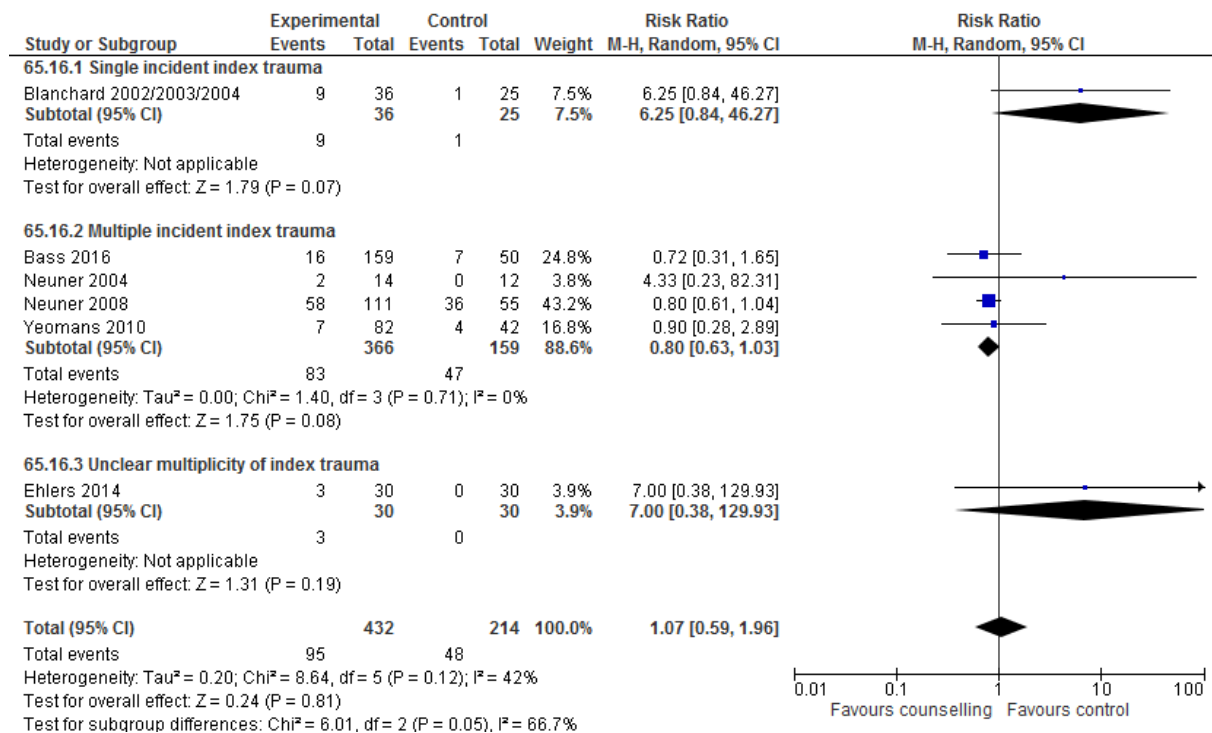 Experimental Control Risk Ratio Risk Ratio
Study or Subgroup Events Total Events Total Weight M-H, Random, 95% CI M-H, Random, 95% CI
65.16.1 Single incident index trauma
Blanchard 2002/2003/2004 9 36 1 25 7.5% 6.25 [0.84, 46.27]
Subtotal (95% CI) 36 25 7.5% 6.25 [0.84, 46.27]
Total events 9 1
Heterogeneity: Not applicable
Test for overall effect: Z = 1.79 (P = 0.07)
65.16.2 Multiple incident index trauma
Bass 2016 16 159 7 50 24.8% 0.72 [0.31, 1.65]
Neuner 2004 2 14 0 12 3.8% 4.33 [0.23, 82.31]
Neuner 2008 58 111 36 55 43.2% 0.80 [0.61, 1.04]
Yeomans 2010 7 82 4 42 16.8% 0.90 [0.28, 2.89]
Subtotal (95% CI) 366 159 88.6% 0.80 [0.63, 1.03]
Total events 83 47
Heterogeneity: Tau² = 0.00; Chi² = 1.40, df = 3 (P = 0.71); I² = 0%
Test for overall effect: Z = 1.75 (P = 0.08)
65.16.3 Unclear multiplicity of index trauma
Ehlers 2014 3 30 0 30 3.9% 7.00 [0.38, 129.93]
Subtotal (95% CI) 30 30 3.9% 7.00 [0.38, 129.93]
Total events 3 0
Heterogeneity: Not applicable
Test for overall effect: Z = 1.31 (P = 0.19)
Total (95% CI) 432 214 100.0% 1.07 [0.59, 1.96]
Total events 95 48
Heterogeneity: Tau² = 0.20; Chi² = 8.64, df = 5 (P = 0.12); I² = 42%
Test for overall effect: Z = 0.24 (P = 0.81)
Test for subgroup differences: Chi² = 6.01, df = 2 (P = 0.05), I² = 66.7%
0.01 0.1 1 10 100
Favours counselling Favours control